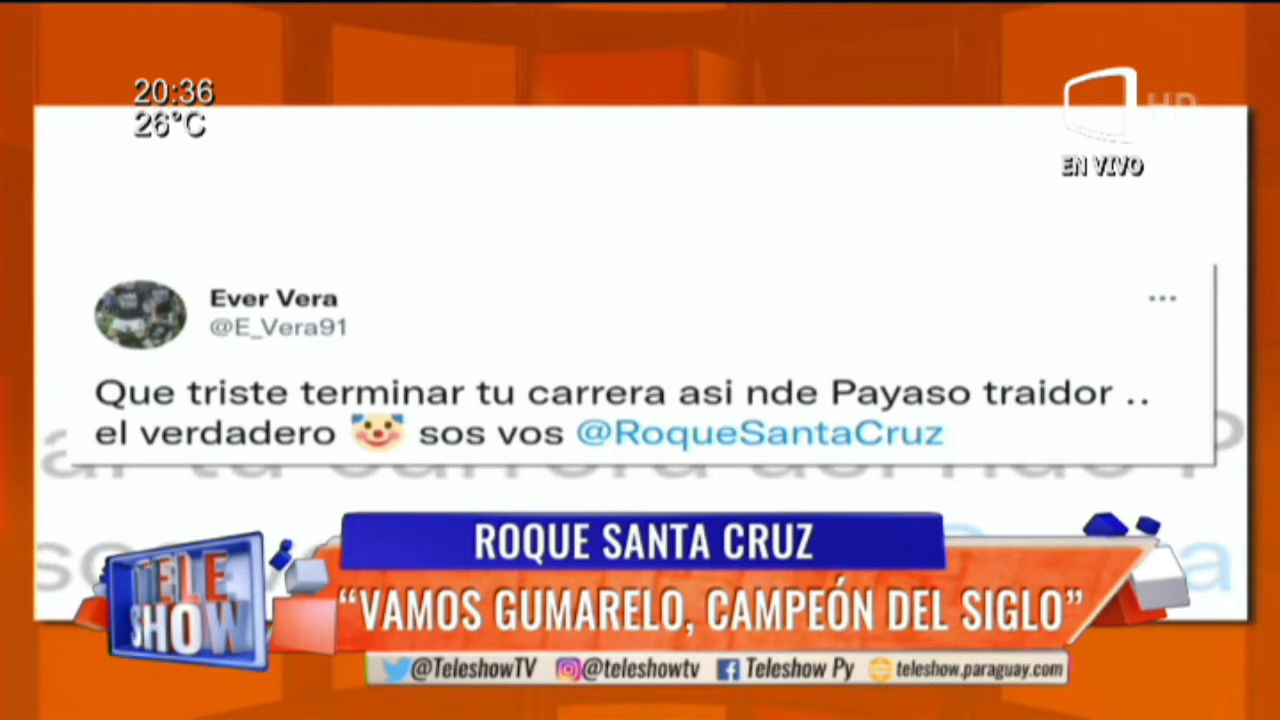 20:36
26°C
HD
EN VIVO
Ever Vera
@E_Vera91
Que triste terminar tu carrera asi nde Payaso traidor ..
el verdadero 🤡 sos vos @RoqueSantaCruz
ROQUE SANTA CRUZ
TELE
SHOW
“VAMOS GUMARELO, CAMPEÓN DEL SIGLO”
@TeleshowTV @teleshowtv Teleshow Py teleshow.paraguay.com